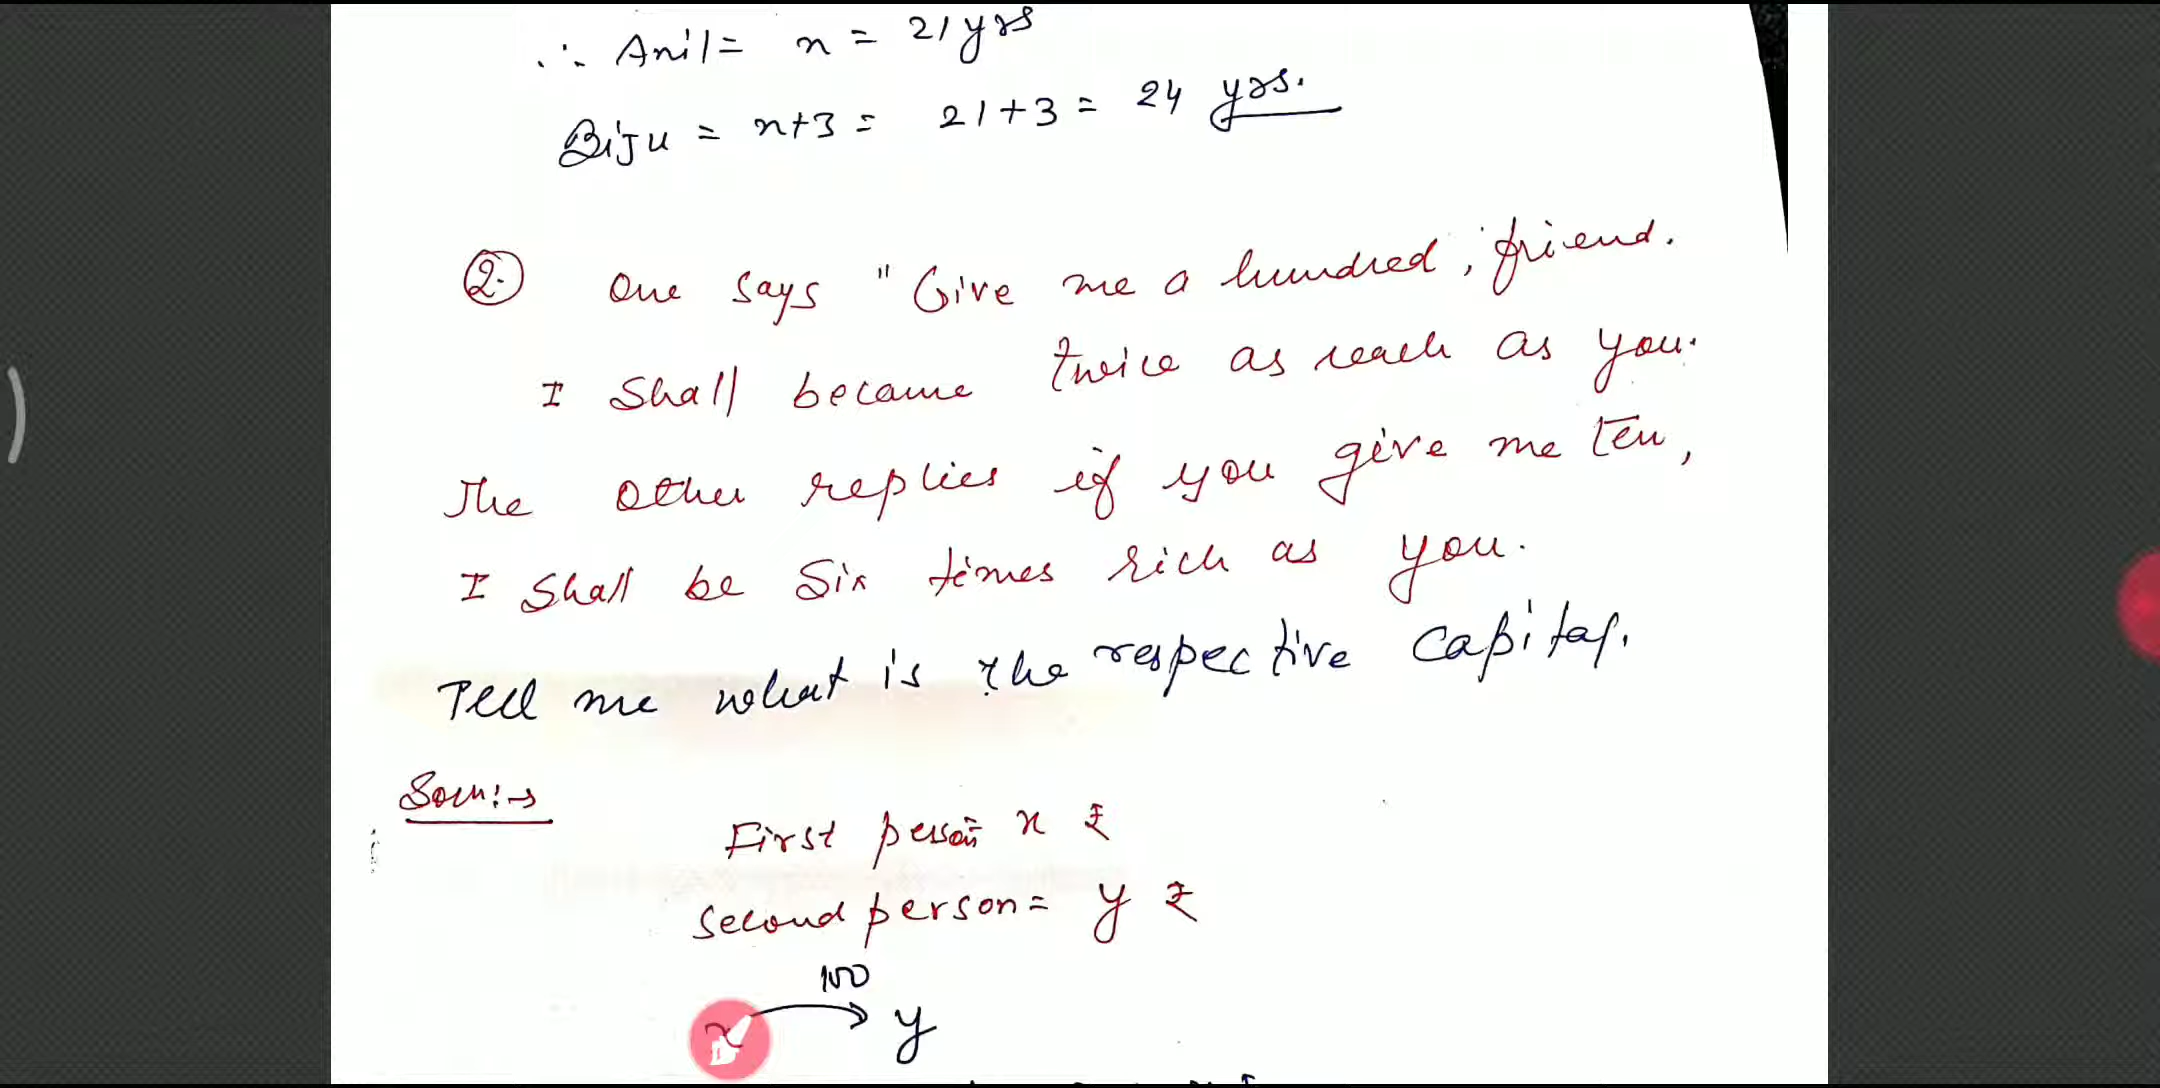 ∴ Anil = x = 21 yrs
Biju = x+3 = 21+3 = 24 yrs.
2. One says "Give me a hundred, friend.
I shall became twice as reach as you.
The other replies if you give me ten,
I shall be six times rich as you.
Tell me what is the respective capital.
Soln:→
First person x ₹
Second person = y ₹
100
x → y